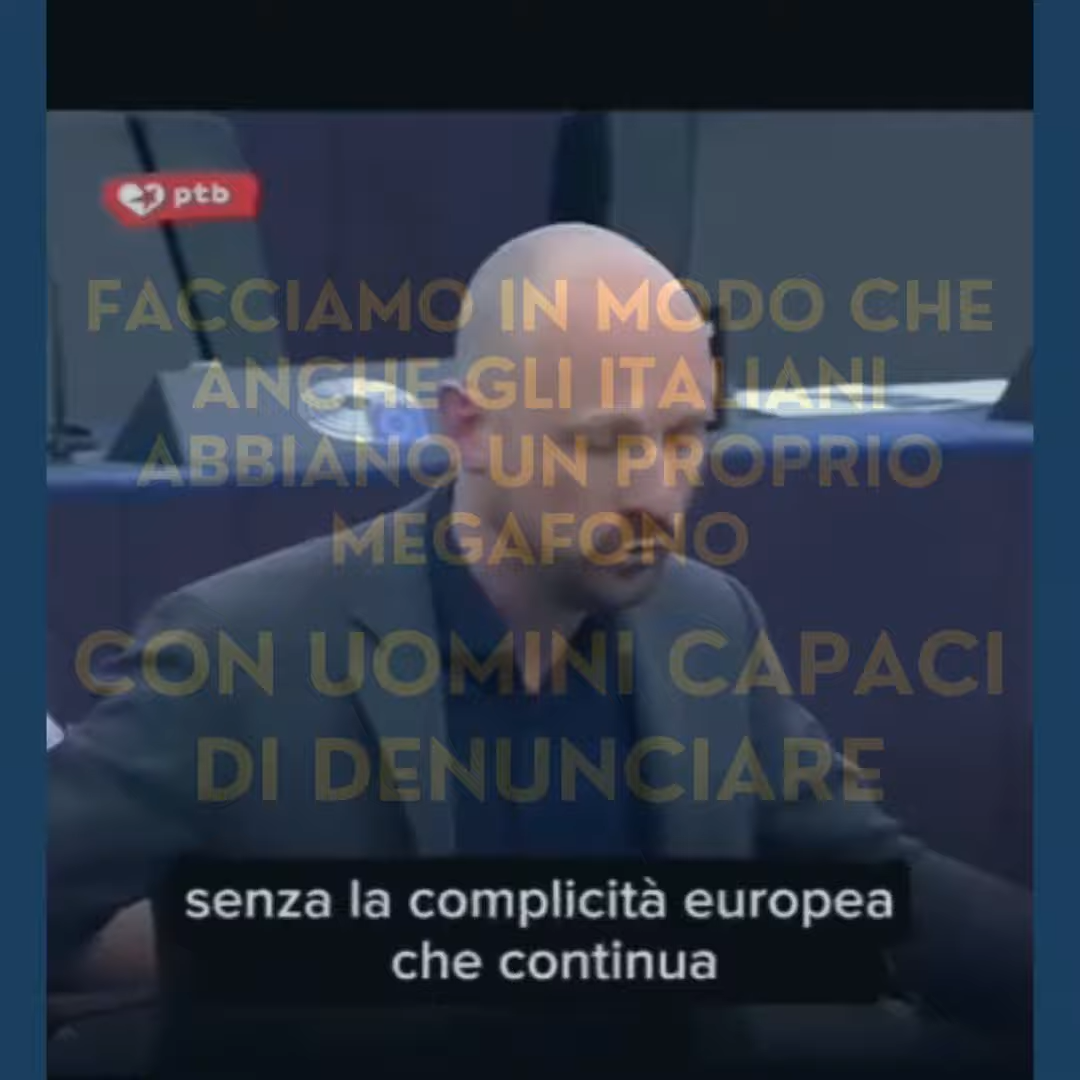 ptb
FACCIAMO IN MODO CHE
ANCHE GLI ITALIANI
ABBIANO UN PROPRIO
MEGAFONO
CON UOMINI CAPACI
DI DENUNCIARE
senza la complicità europea
che continua